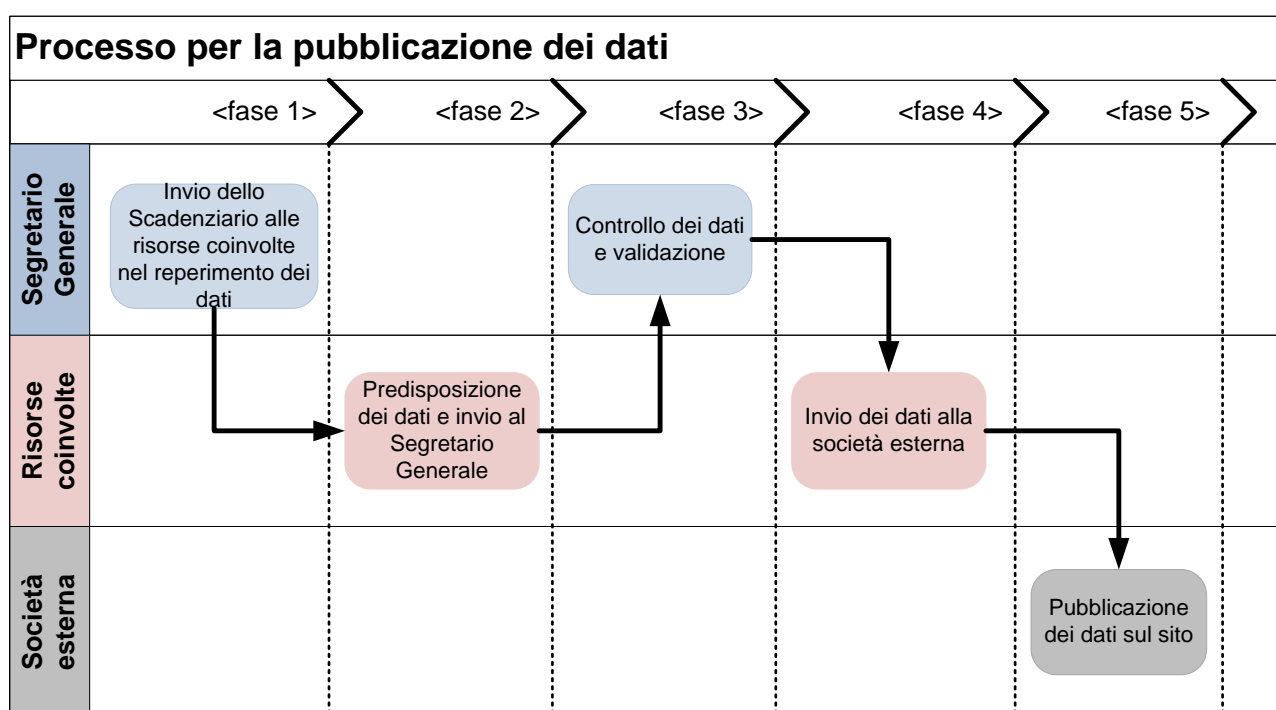 Processo per la pubblicazione dei dati
<fase 1>
<fase 2>
<fase 3>
<fase 4>
<fase 5>
Segretario
Generale
Invio dello
Scadenziario alle
risorse coinvolte
nel reperimento dei
dati
Controllo dei dati
e validazione
Risorse
coinvolte
Predisposizione
dei dati e invio al
Segretario
Generale
Invio dei dati alla
società esterna
Società
esterna
Pubblicazione
dei dati sul sito